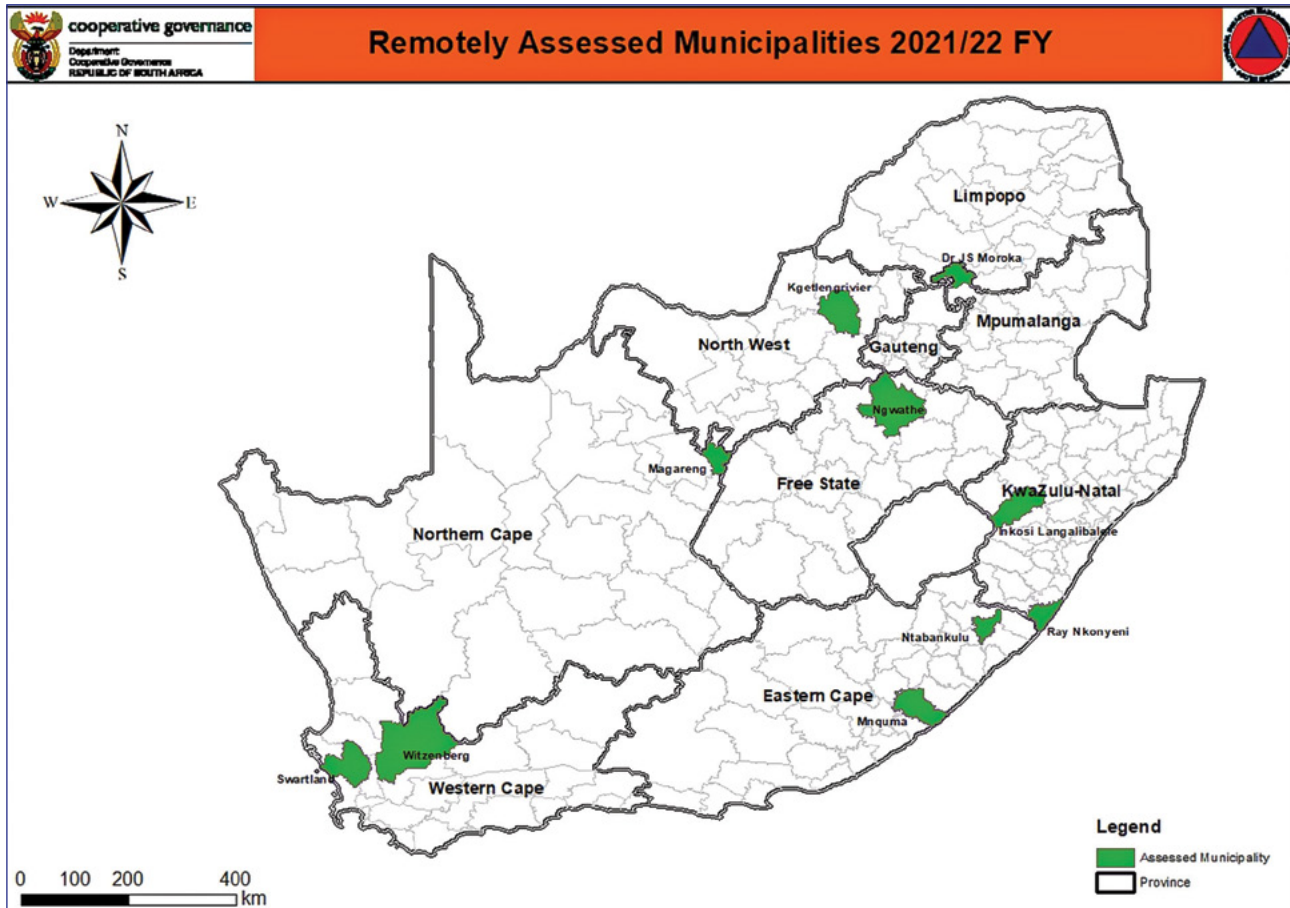 cooperative governance
Department:
Cooperative Governance
REPUBLIC OF SOUTH AFRICA
Remotely Assessed Municipalities 2021/22 FY
N
W
E
S
Limpopo
Dr JS Moroka
Kgetlengrivier
Mpumalanga
North West
Gauteng
Ngwathe
Magareng
Free State
KwaZulu-Natal
Inkosi Langalibalele
Northern Cape
Ntabankulu
Ray Nkonyeni
Eastern Cape
Mnquma
Witzenberg
Swartland
Western Cape
Legend
Assessed Municipality
Province
0 100 200 400
km